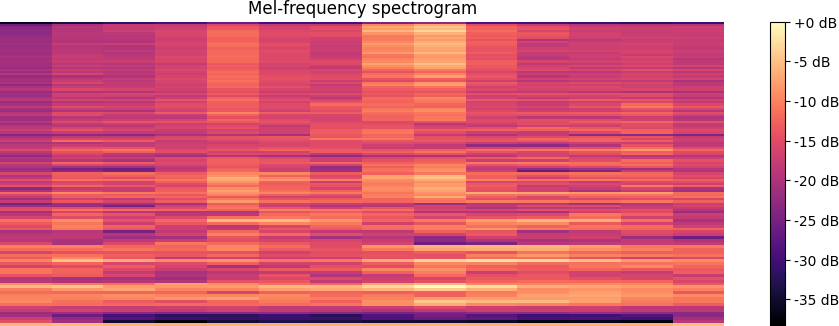 Mel-frequency spectrogram
+0 dB
-5 dB
-10 dB
-15 dB
-20 dB
-25 dB
-30 dB
-35 dB